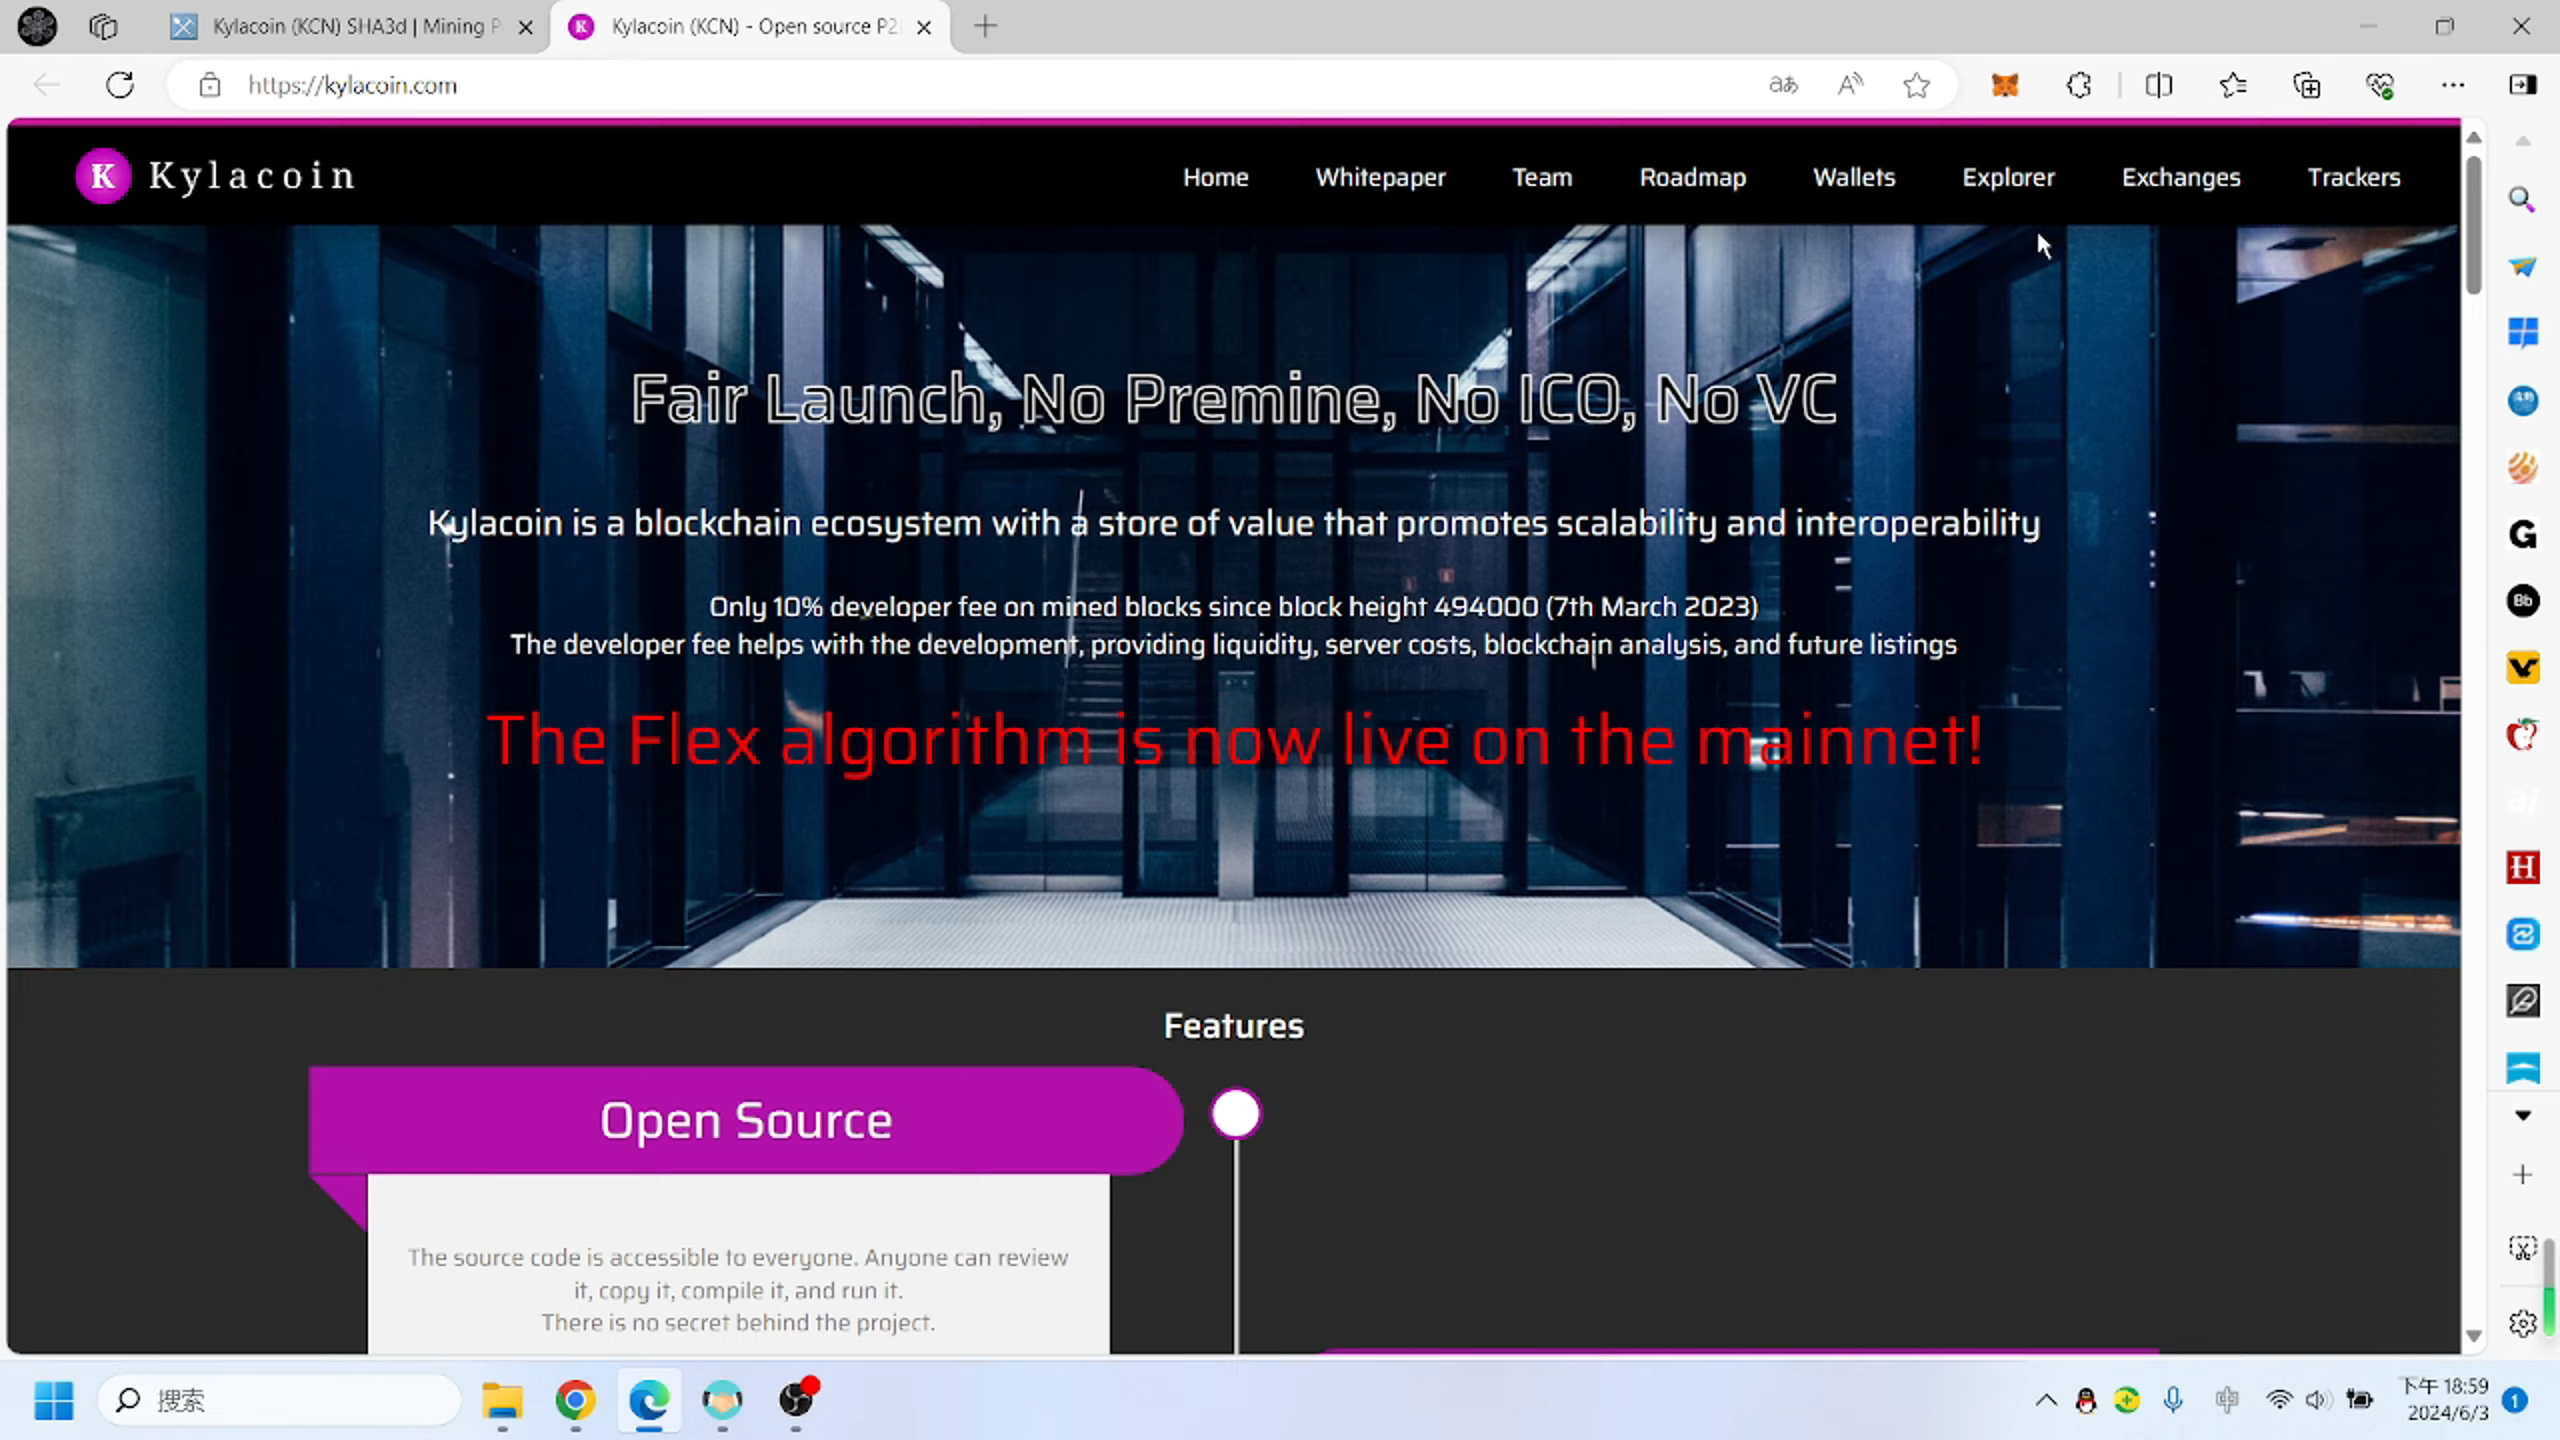 Kylacoin (KCN) SHA3d | Mining P
Kylacoin (KCN) - Open source P2
https://kylacoin.com
K Kylacoin
Home
Whitepaper
Team
Roadmap
Wallets
Explorer
Exchanges
Trackers
Fair Launch, No Premine, No ICO, No VC
Kylacoin is a blockchain ecosystem with a store of value that promotes scalability and interoperability
Only 10% developer fee on mined blocks since block height 494000 (7th March 2023)
The developer fee helps with the development, providing liquidity, server costs, blockchain analysis, and future listings
The Flex algorithm is now live on the mainnet!
Features
Open Source
The source code is accessible to everyone. Anyone can review
it, copy it, compile it, and run it.
There is no secret behind the project.
搜索
中
下午 18:59
2024/6/3
1